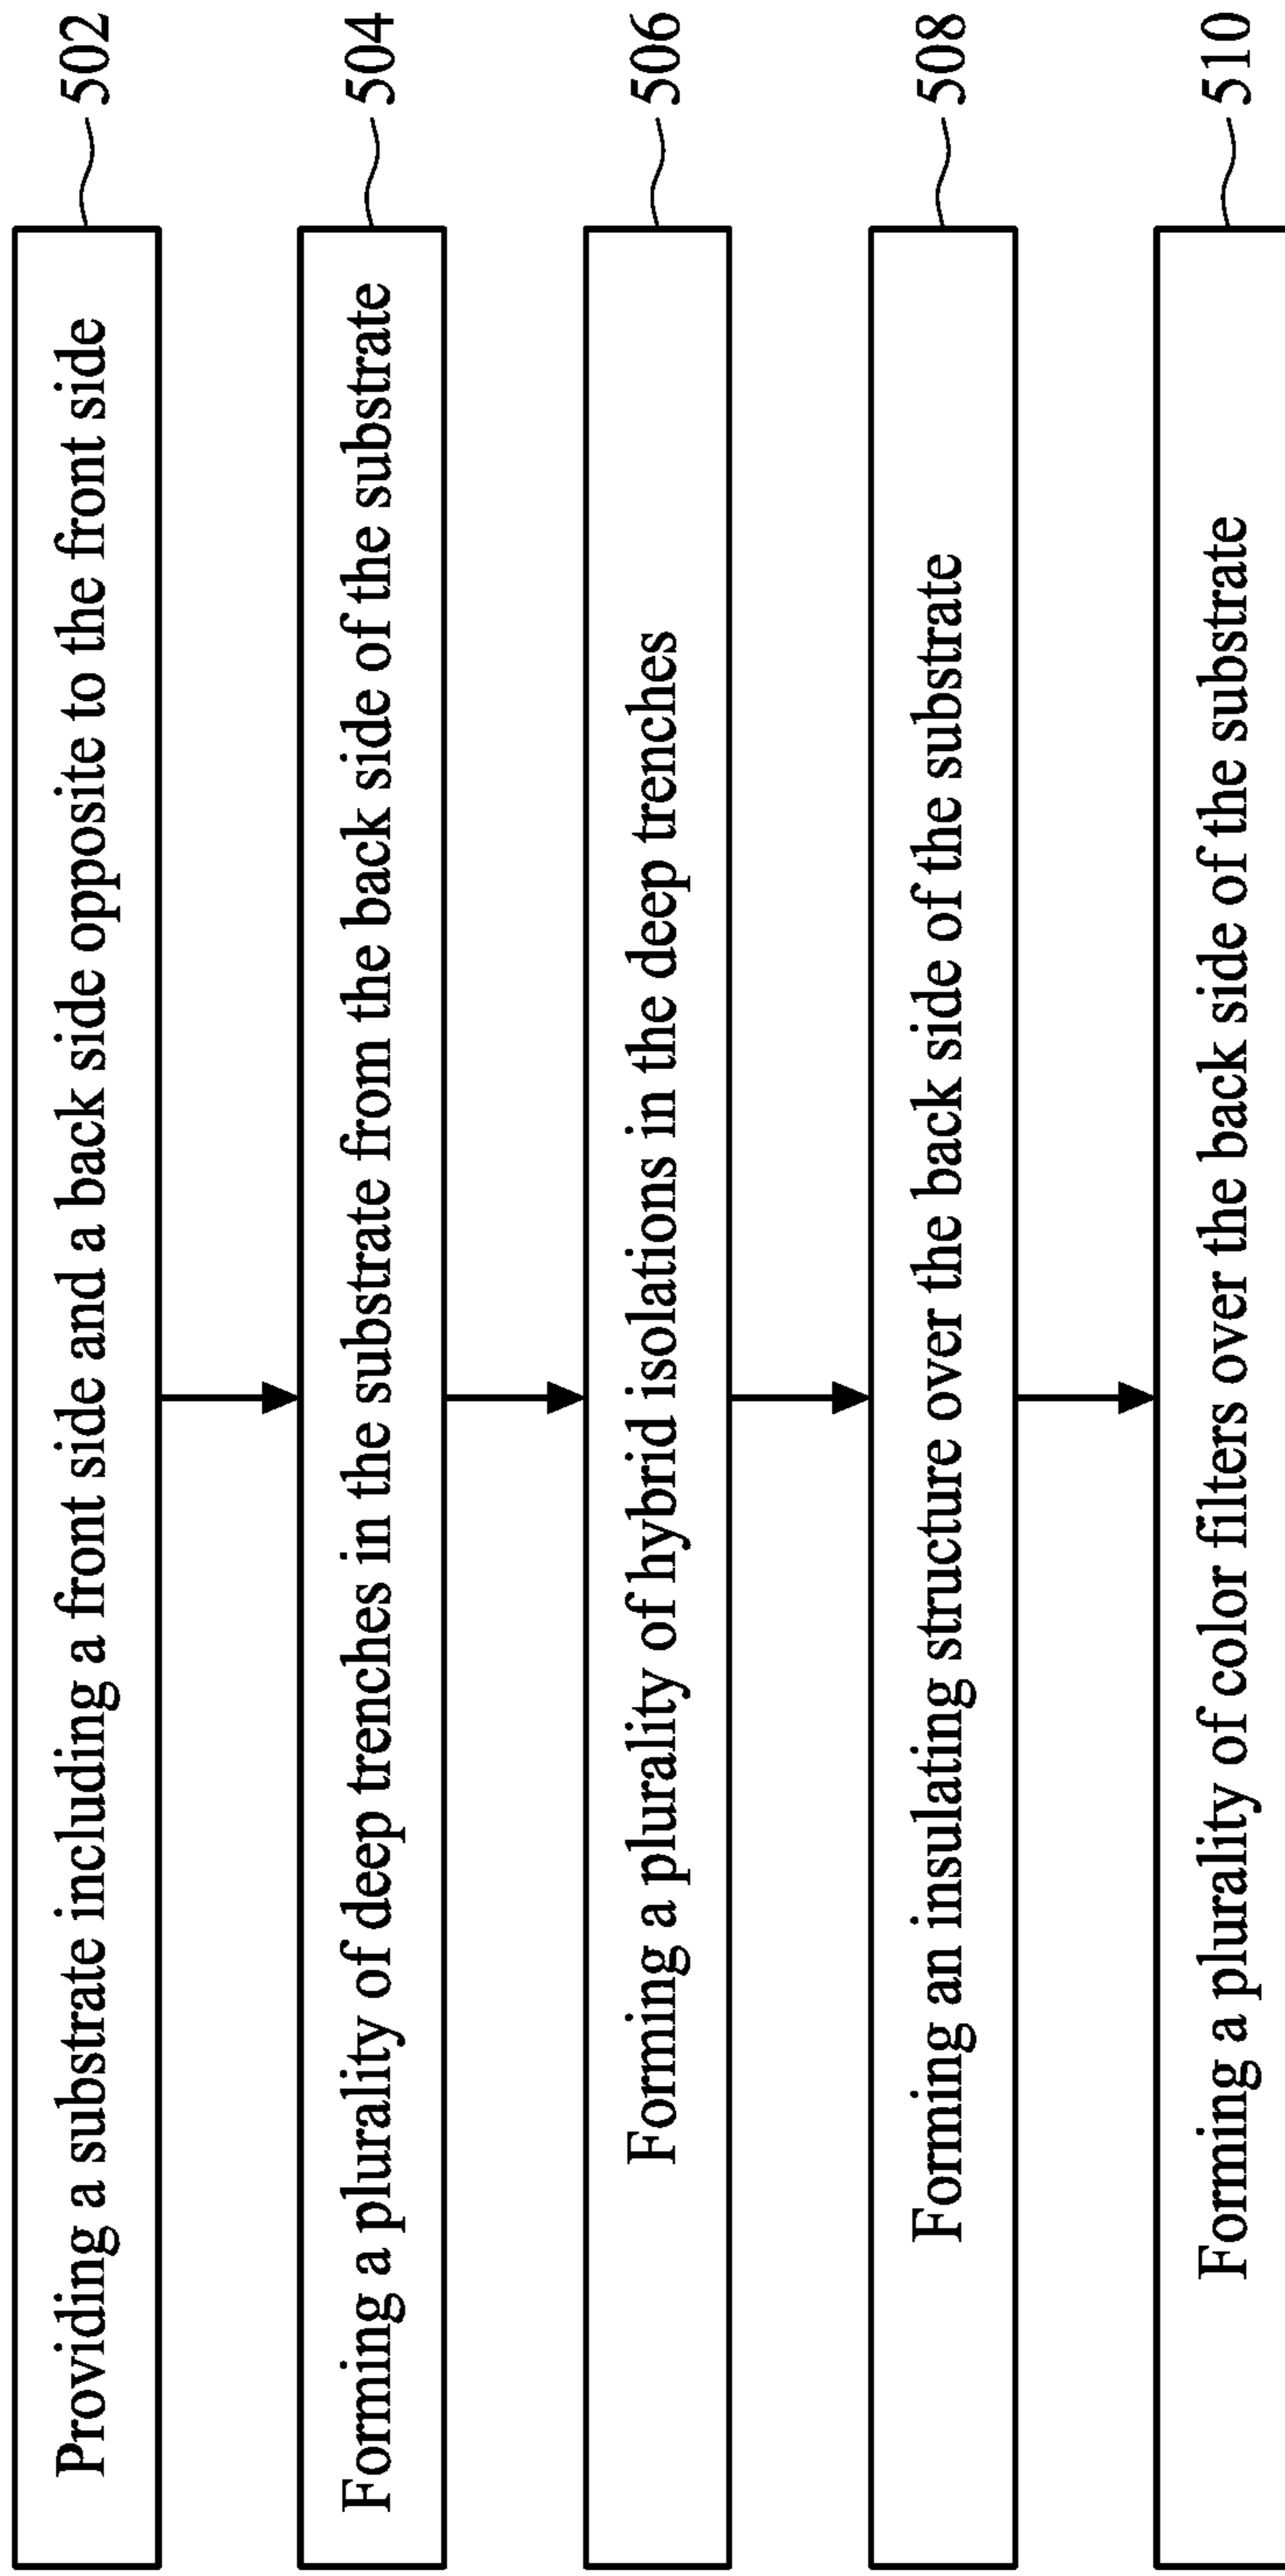 Providing a substrate including a front side and a back side opposite to the front side
502
Forming a plurality of deep trenches in the substrate from the back side of the substrate
504
Forming a plurality of hybrid isolations in the deep trenches
506
Forming an insulating structure over the back side of the substrate
508
Forming a plurality of color filters over the back side of the substrate
510